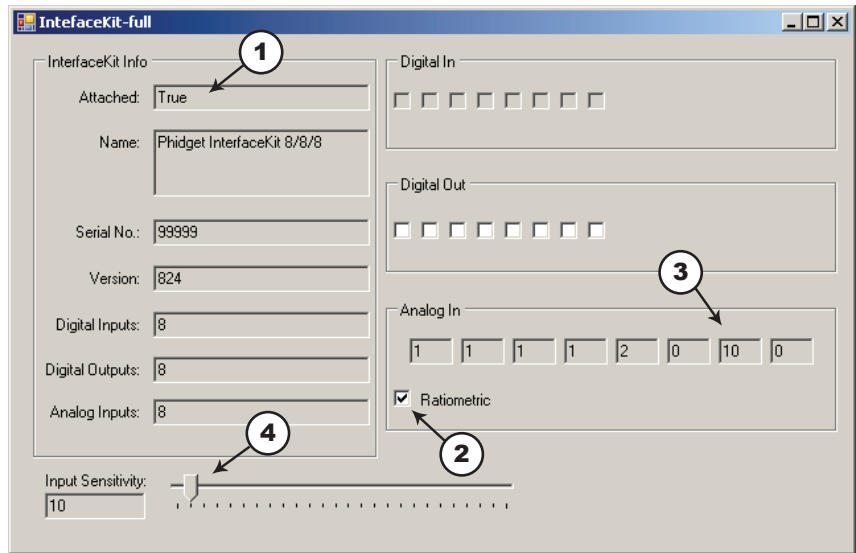 InterfaceKit-full
InterfaceKit Info
1
Attached: True
Name: Phidget InterfaceKit 8/8/8
Serial No.: 99999
Version: 824
Digital Inputs: 8
Digital Outputs: 8
Analog Inputs: 8
4
Input Sensitivity:
10
Digital In
Digital Out
3
Analog In
1 1 1 1 2 0 10 0
Ratiometric
2